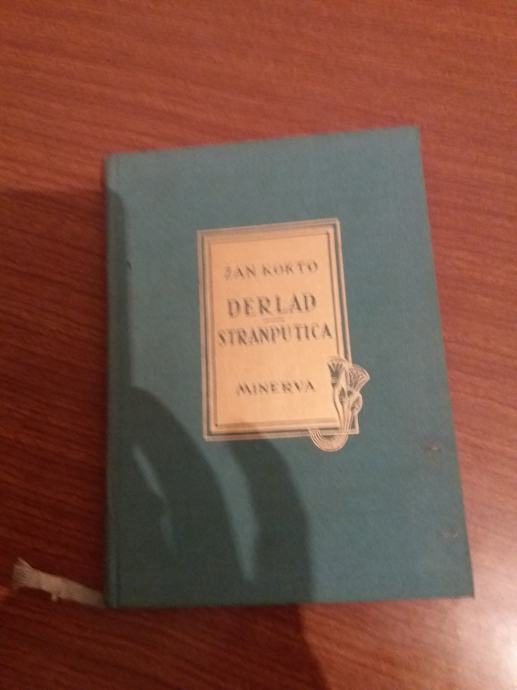 ŽAN KOKTO
DERLAD
STRANPUTICA
MINERVA